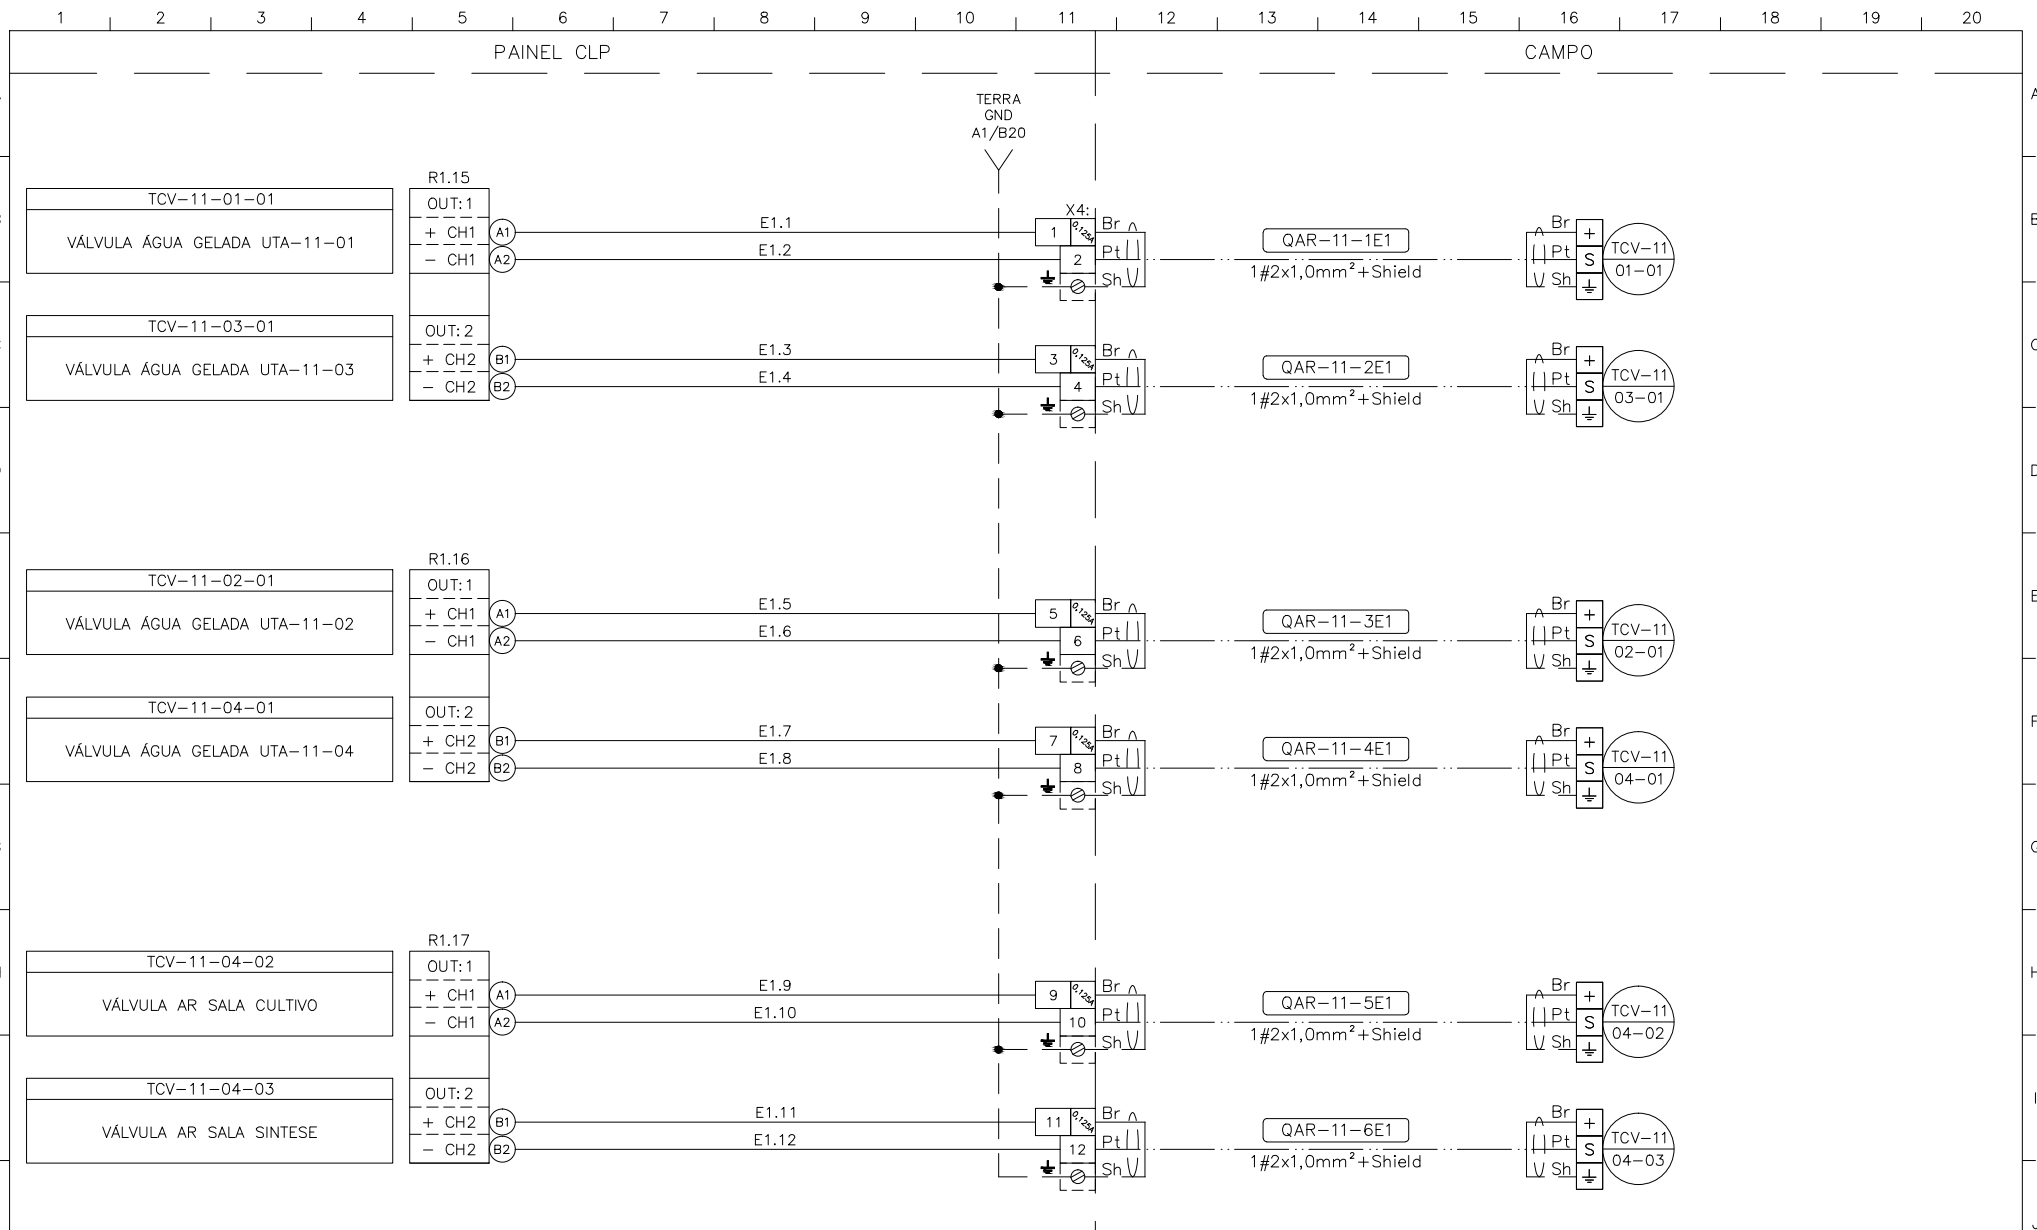 1 2 3 4 5 6 7 8 9 10 11 12 13 14 15 16 17 18 19 20
PAINEL CLP
CAMPO
TERRA
GND
A1/B20
A
B
C
D
E
F
G
H
TCV-11-01-01
VÁLVULA ÁGUA GELADA UTA-11-01
R1.15
OUT:1
+ CH1 A1
- CH1 A2
E1.1
E1.2
X4:
1 0,125A
2
Br
Pt
Sh
QAR-11-1E1
1#2x1,0mm²+Shield
Br +
Pt S
Sh
TCV-11
01-01
TCV-11-03-01
VÁLVULA ÁGUA GELADA UTA-11-03
OUT:2
+ CH2 B1
- CH2 B2
E1.3
E1.4
3 0,125A
4
Br
Pt
Sh
QAR-11-2E1
1#2x1,0mm²+Shield
Br +
Pt S
Sh
TCV-11
03-01
TCV-11-02-01
VÁLVULA ÁGUA GELADA UTA-11-02
R1.16
OUT:1
+ CH1 A1
- CH1 A2
E1.5
E1.6
5 0,125A
6
Br
Pt
Sh
QAR-11-3E1
1#2x1,0mm²+Shield
Br +
Pt S
Sh
TCV-11
02-01
TCV-11-04-01
VÁLVULA ÁGUA GELADA UTA-11-04
OUT:2
+ CH2 B1
- CH2 B2
E1.7
E1.8
7 0,125A
8
Br
Pt
Sh
QAR-11-4E1
1#2x1,0mm²+Shield
Br +
Pt S
Sh
TCV-11
04-01
TCV-11-04-02
VÁLVULA AR SALA CULTIVO
R1.17
OUT:1
+ CH1 A1
- CH1 A2
E1.9
E1.10
9 0,125A
10
Br
Pt
Sh
QAR-11-5E1
1#2x1,0mm²+Shield
Br +
Pt S
Sh
TCV-11
04-02
TCV-11-04-03
VÁLVULA AR SALA SINTESE
OUT:2
+ CH2 B1
- CH2 B2
E1.11
E1.12
11 0,125A
12
Br
Pt
Sh
QAR-11-6E1
1#2x1,0mm²+Shield
Br +
Pt S
Sh
TCV-11
04-03